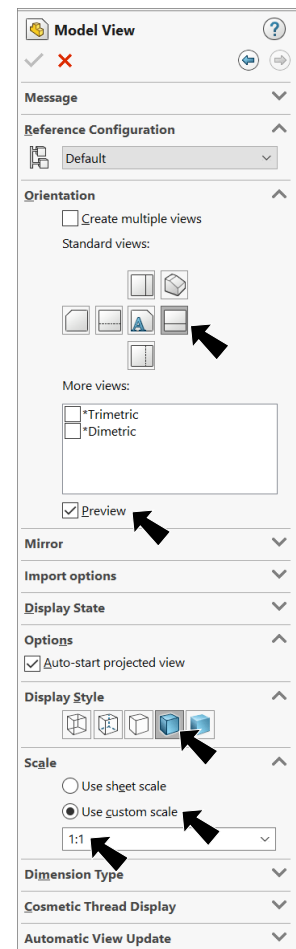 Model View
?
Message
Reference Configuration
Default
Orientation
Create multiple views
Standard views:
A
More views:
*Trimetric
*Dimetric
Preview
Mirror
Import options
Display State
Options
Auto-start projected view
Display Style
Scale
Use sheet scale
Use custom scale
1:1
Dimension Type
Cosmetic Thread Display
Automatic View Update